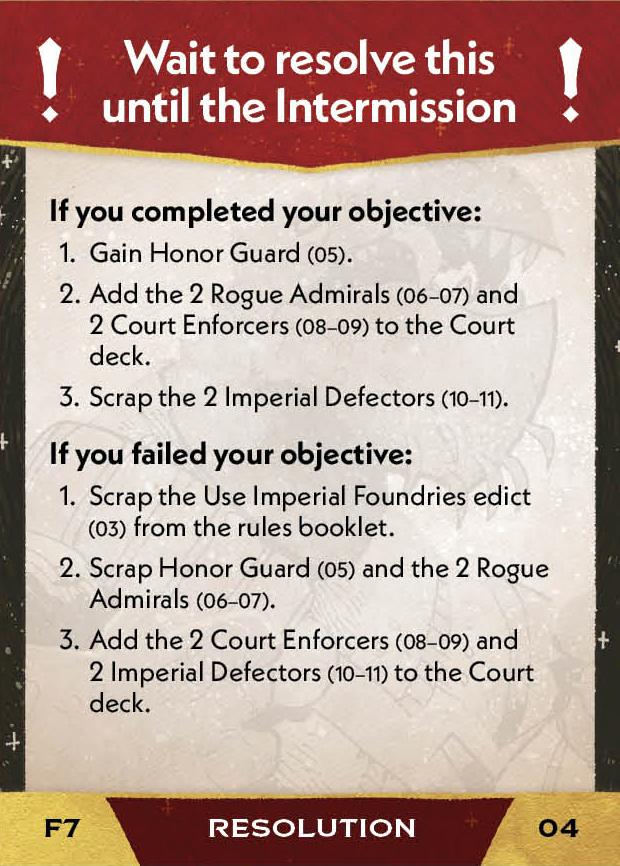 ! Wait to resolve this !
until the Intermission
If you completed your objective:
1. Gain Honor Guard (05).
2. Add the 2 Rogue Admirals (06–07) and
2 Court Enforcers (08–09) to the Court
deck.
3. Scrap the 2 Imperial Defectors (10–11).
If you failed your objective:
1. Scrap the Use Imperial Foundries edict
(03) from the rules booklet.
2. Scrap Honor Guard (05) and the 2 Rogue
Admirals (06–07).
3. Add the 2 Court Enforcers (08–09) and
2 Imperial Defectors (10–11) to the Court
deck.
F7 RESOLUTION 04